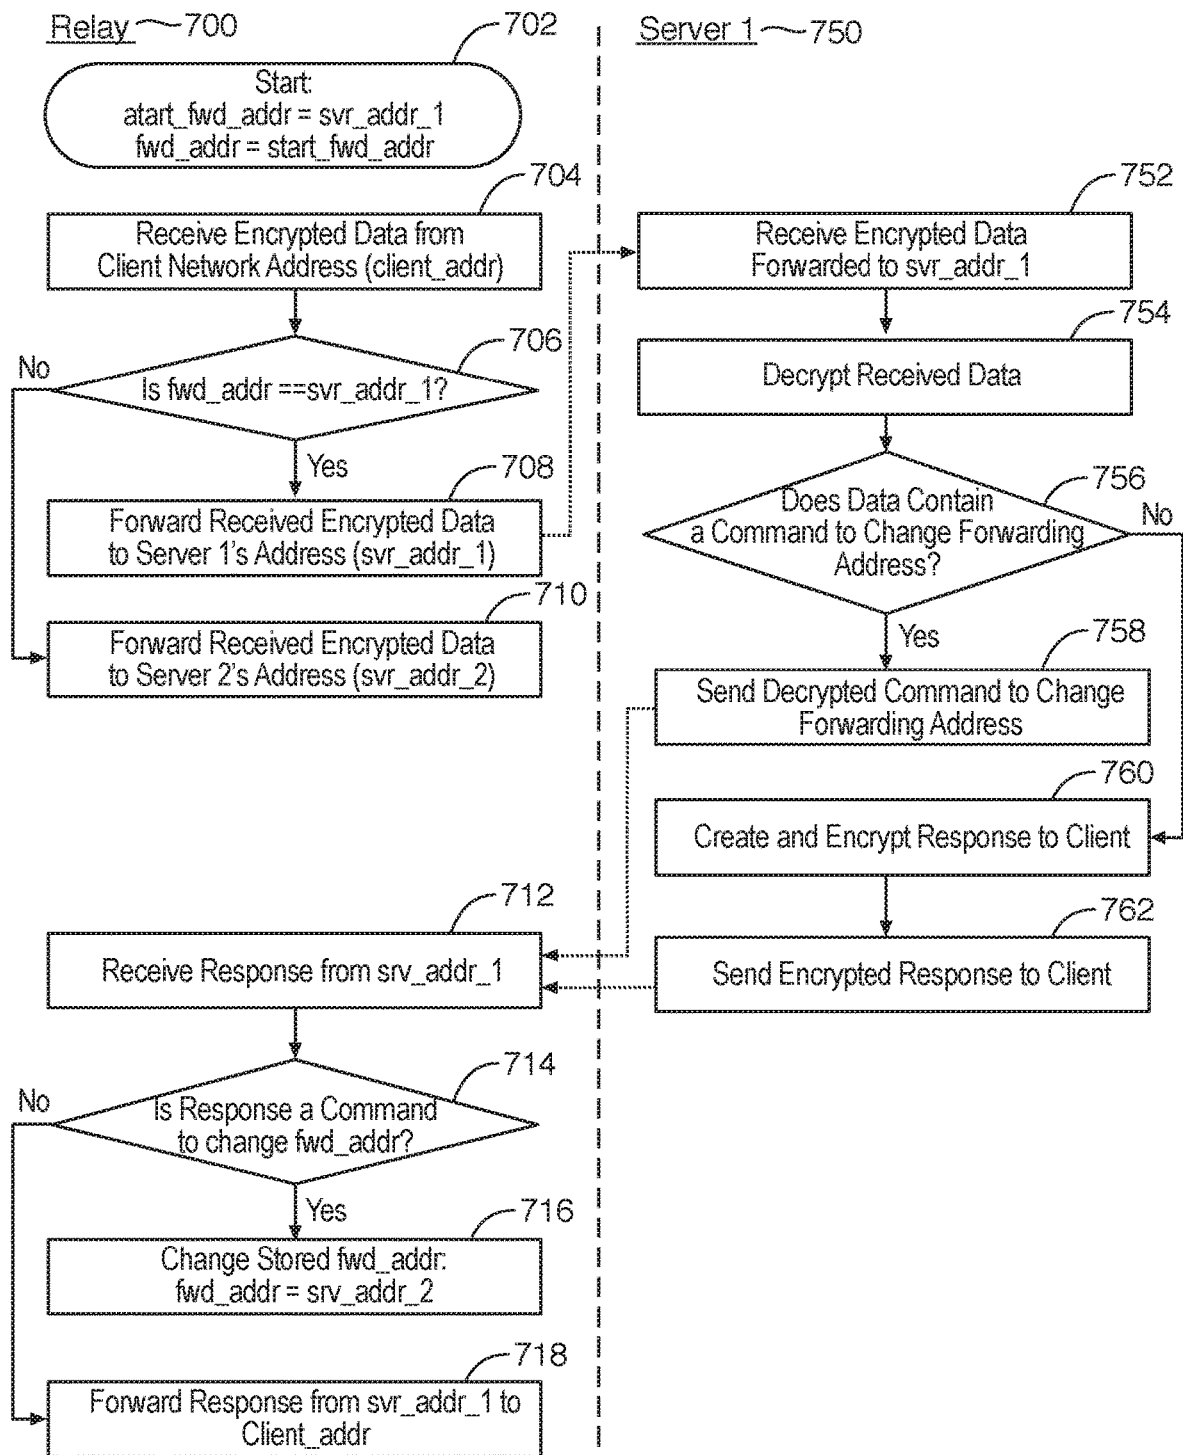 Relay 700
702
Start:
atart_fwd_addr = svr_addr_1
fwd_addr = start_fwd_addr
704
Receive Encrypted Data from
Client Network Address (client_addr)
706
No
Is fwd_addr ==svr_addr_1?
Yes
708
Forward Received Encrypted Data
to Server 1's Address (svr_addr_1)
710
Forward Received Encrypted Data
to Server 2's Address (svr_addr_2)
712
Receive Response from srv_addr_1
714
No
Is Response a Command
to change fwd_addr?
Yes
716
Change Stored fwd_addr:
fwd_addr = srv_addr_2
718
Forward Response from svr_addr_1 to
Client_addr
Server 1 750
752
Receive Encrypted Data
Forwarded to svr_addr_1
754
Decrypt Received Data
756
Does Data Contain
a Command to Change Forwarding
Address?
No
Yes
758
Send Decrypted Command to Change
Forwarding Address
760
Create and Encrypt Response to Client
762
Send Encrypted Response to Client